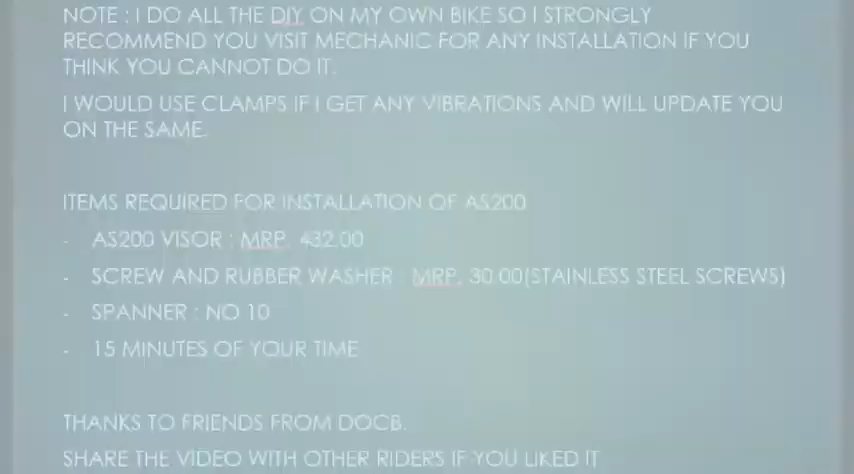 NOTE : I DO ALL THE DIY ON MY OWN BIKE SO I STRONGLY
RECOMMEND YOU VISIT MECHANIC FOR ANY INSTALLATION IF YOU
THINK YOU CANNOT DO IT.
I WOULD USE CLAMPS IF I GET ANY VIBRATIONS AND WILL UPDATE YOU
ON THE SAME.
ITEMS REQUIRED FOR INSTALLATION OF AS200
- AS200 VISOR : MRP. 432.00
- SCREW AND RUBBER WASHER : MRP. 30.00(STAINLESS STEEL SCREWS)
- SPANNER : NO 10
- 15 MINUTES OF YOUR TIME
THANKS TO FRIENDS FROM DOCB.
SHARE THE VIDEO WITH OTHER RIDERS IF YOU LIKED IT